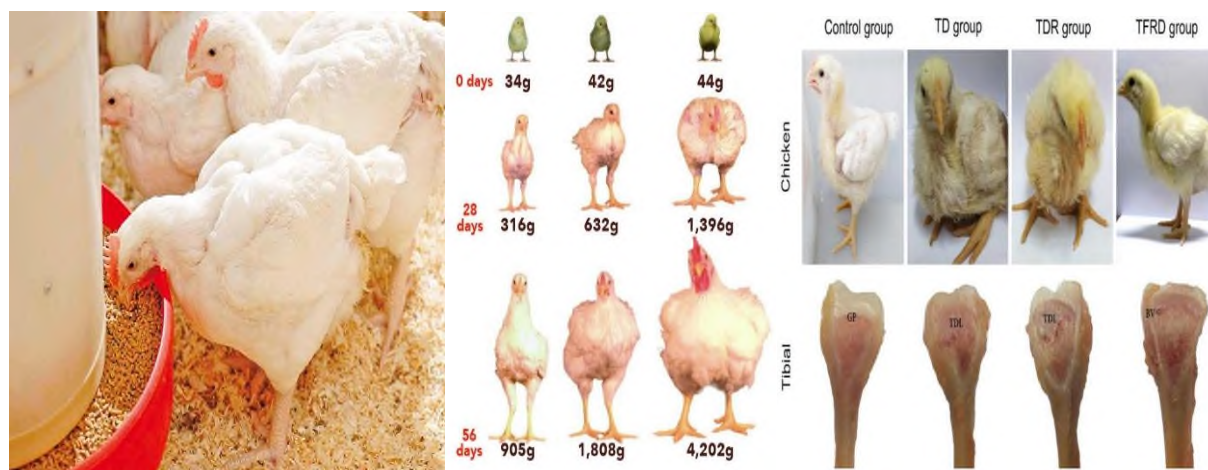 0 days 34g 42g 44g
28
days 316g 632g 1,396g
56
days 905g 1,808g 4,202g
Control group TD group TDR group TFRD group
Chicken
Tibial
GP TDL TDL BV